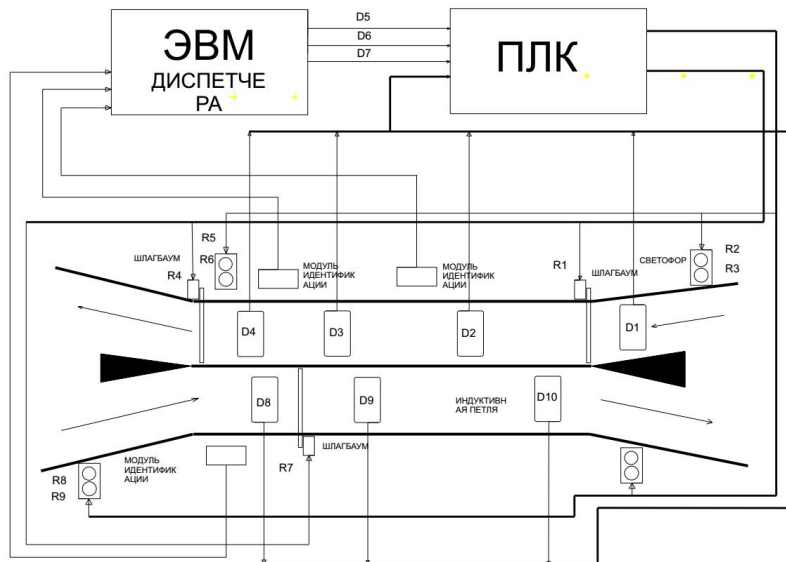 D5
ЭВМ
D6
D7
ПЛК
ДИСПЕТЧЕ
РА
R5
ШЛАГБАУМ
R6
R4
МОДУЛЬ
ИДЕНТИФИК
АЦИИ
МОДУЛЬ
ИДЕНТИФИК
АЦИИ
R1
ШЛАГБАУМ
СВЕТОФОР
R2
R3
D4
D3
D2
D1
D8
D9
ИНДУКТИВН
АЯ ПЕТЛЯ
D10
ШЛАГБАУМ
R7
МОДУЛЬ
ИДЕНТИФИК
АЦИИ
R8
R9